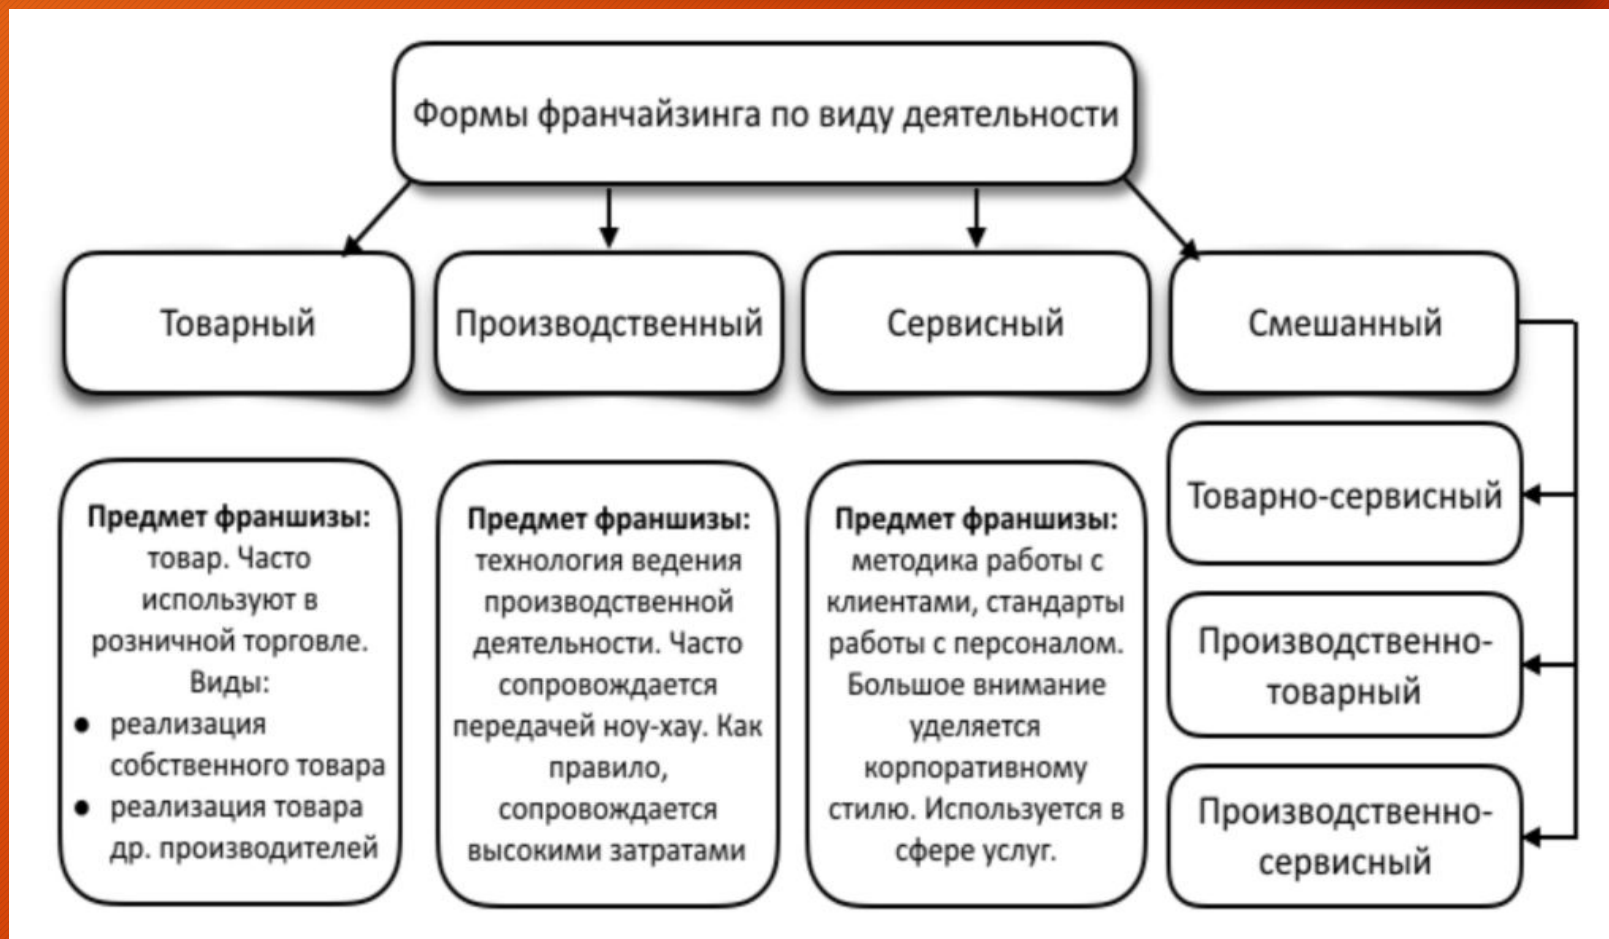 Формы франчайзинга по виду деятельности
Товарный
Производственный
Сервисный
Смешанный
Предмет франшизы:
товар. Часто
используют в
розничной торговле.
Виды:
● реализация
собственного товара
● реализация товара
др. производителей
Предмет франшизы:
технология ведения
производственной
деятельности. Часто
сопровождается
передачей ноу-хау. Как
правило,
сопровождается
высокими затратами
Предмет франшизы:
методика работы с
клиентами, стандарты
работы с персоналом.
Большое внимание
уделяется
корпоративному
стилю. Используется в
сфере услуг.
Товарно-сервисный
Производственно-
товарный
Производственно-
сервисный